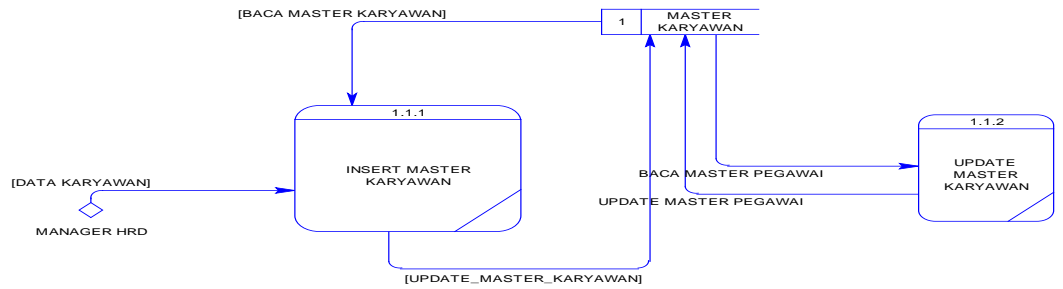 [BACA MASTER KARYAWAN]
1
MASTER
KARYAWAN
1.1.1
INSERT MASTER
KARYAWAN
1.1.2
UPDATE
MASTER
KARYAWAN
BACA MASTER PEGAWAI
UPDATE MASTER PEGAWAI
[DATA KARYAWAN]
MANAGER HRD
[UPDATE_MASTER_KARYAWAN]